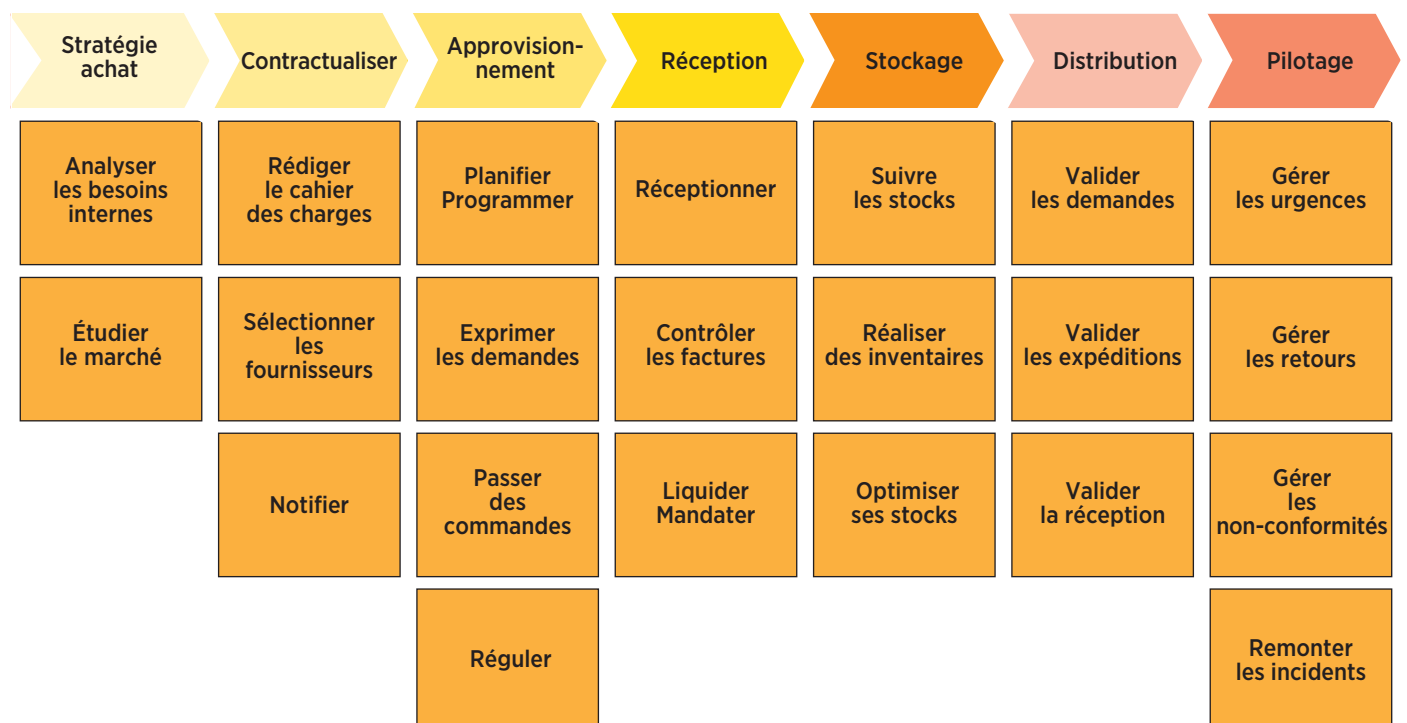 Stratégie
achat
Contractualiser
Approvision-
nement
Réception
Stockage
Distribution
Pilotage
Analyser
les besoins
internes
Rédiger
le cahier
des charges
Planifier
Programmer
Réceptionner
Suivre
les stocks
Valider
les demandes
Gérer
les urgences
Étudier
le marché
Sélectionner
les
fournisseurs
Exprimer
les demandes
Contrôler
les factures
Réaliser
des inventaires
Valider
les expéditions
Gérer
les retours
Notifier
Passer
des
commandes
Liquider
Mandater
Optimiser
ses stocks
Valider
la réception
Gérer
les
non-conformités
Réguler
Remonter
les incidents